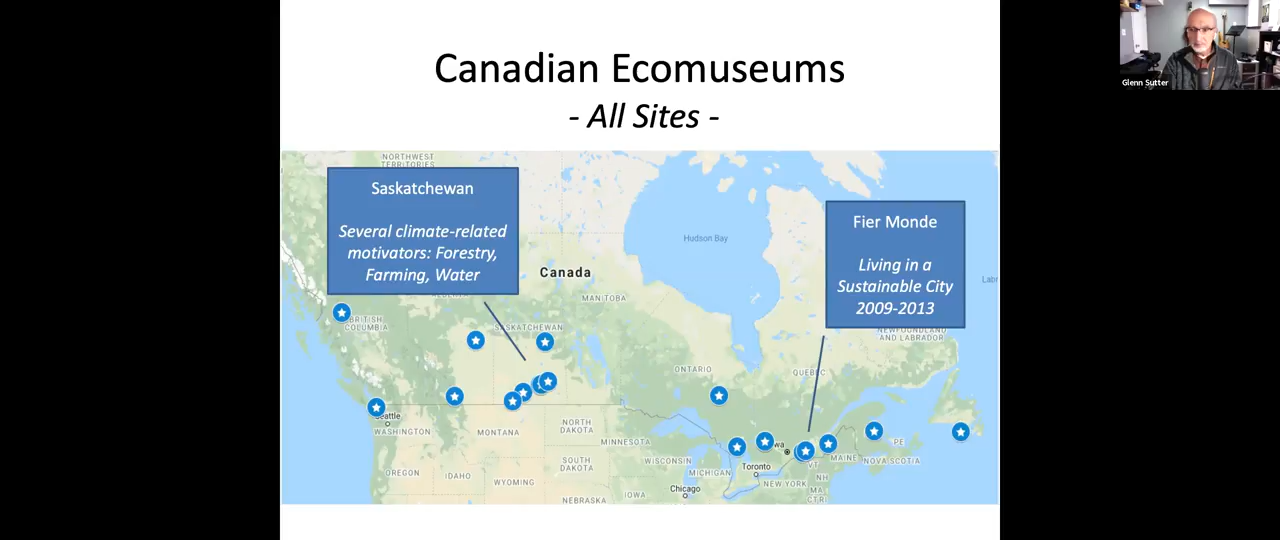 Canadian Ecomuseums
- All Sites -
Glenn Sutter
NORTHWEST
TERRITORIES
Saskatchewan
Several climate-related
motivators: Forestry,
Farming, Water
Fier Monde
Living in a
Sustainable City
2009-2013
Hudson Bay
Canada
MANITOBA
BRITISH
COLUMBIA
SASKATCHEWAN
NEWFOUNDLAND
AND LABRADOR
ONTARIO
QUEBEC
Seattle
WASHINGTON
MONTANA
NORTH
DAKOTA
MINNESOTA
SOUTH
DAKOTA
WISCONSIN
MICHIGAN
Toronto
VT
MAINE
PE
NOVA SCOTIA
OREGON
IDAHO
WYOMING
Chicago
NEW YORK
NH
MA
CT RI
IOWA
NEBRASKA